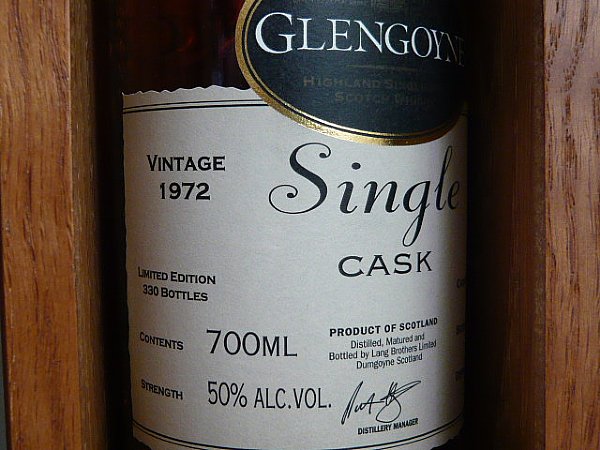 GLENGOYNE
HIGHLAND SINGLE
SCOTCH WHISKY
VINTAGE
1972
Single
CASK
LIMITED EDITION
330 BOTTLES
CONTENTS 700ML
STRENGTH 50% ALC.VOL.
PRODUCT OF SCOTLAND
Distilled, Matured and
Bottled by Lang Brothers Limited
Dumgoyne Scotland
DISTILLERY MANAGER